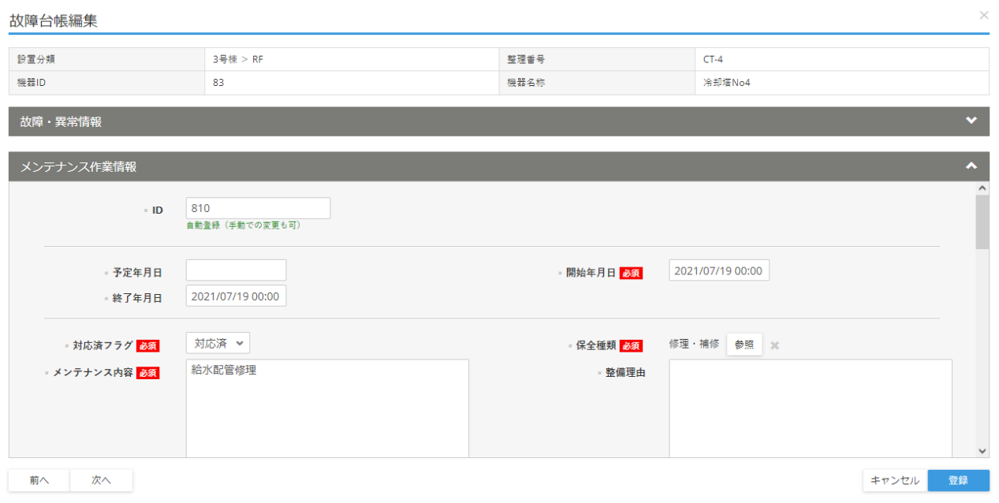 故障台帳編集
設置分類 3号棟 > RF 整理番号 CT-4
機器ID 83 機器名称 冷却塔No4
故障・異常情報
メンテナンス作業情報
ID 810
自動登録（手動での変更も可）
予定年月日 開始年月日 必須 2021/07/19 00:00
終了年月日 2021/07/19 00:00
対応済フラグ 必須 対応済 保全種類 必須 修理・補修 参照
メンテナンス内容 必須 給水配管修理 整備理由
前へ 次へ キャンセル 登録